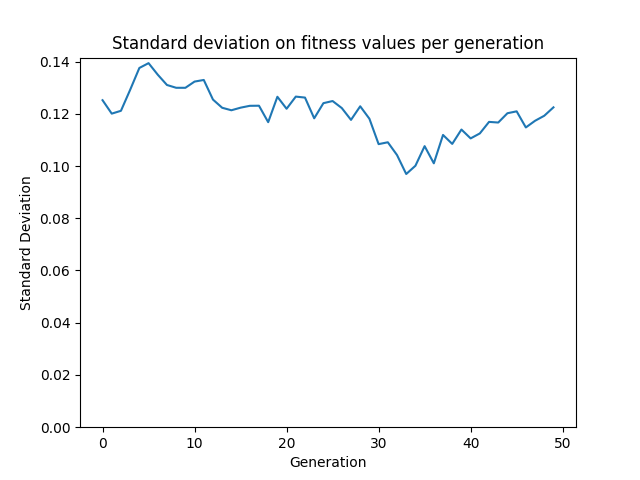 Standard deviation on fitness values per generation
0.14
0.12
0.10
0.08
0.06
0.04
0.02
0.00
Standard Deviation
0 10 20 30 40 50
Generation